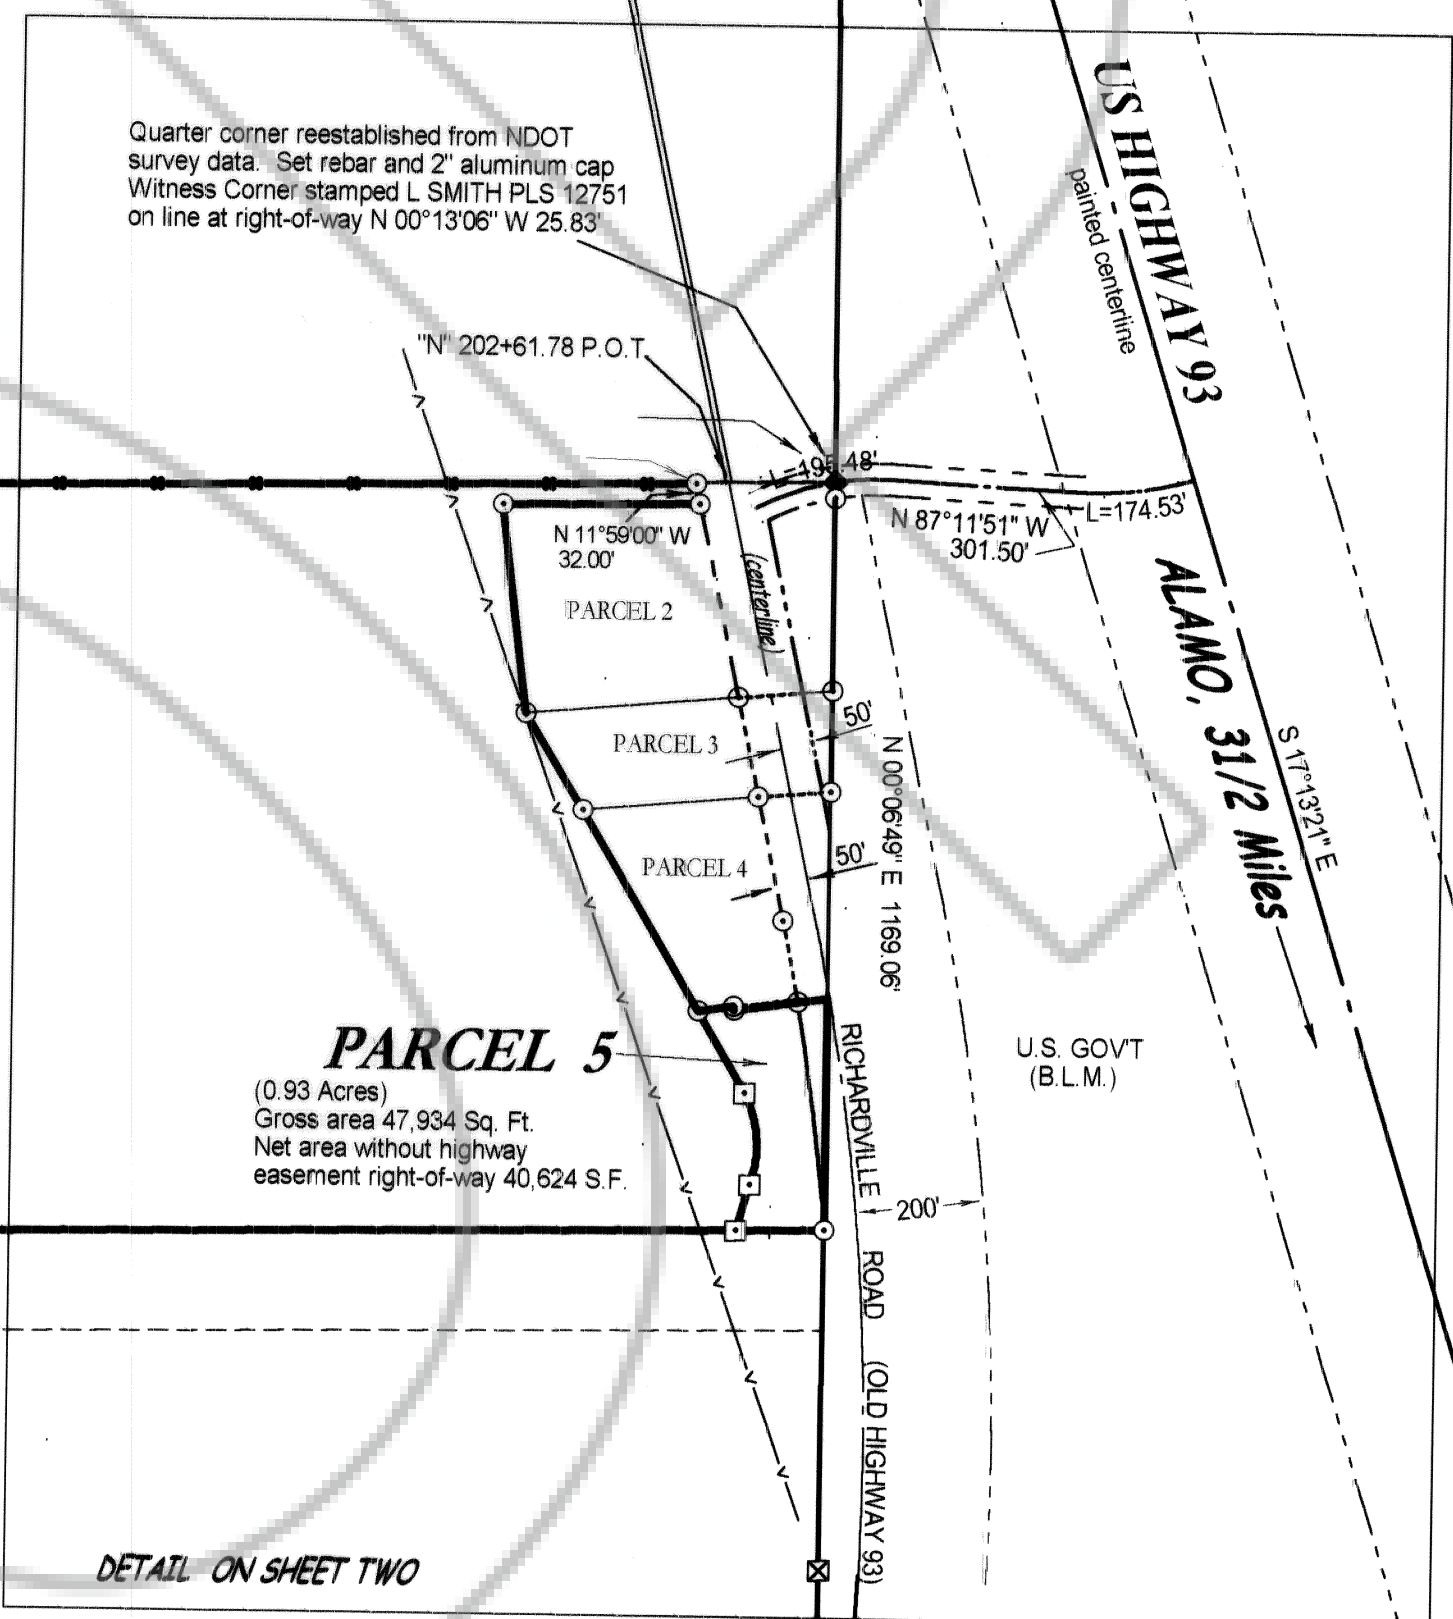 US HIGHWAY 93
painted centerline
Quarter corner reestablished from NDOT
survey data. Set rebar and 2" aluminum cap
Witness Corner stamped L SMITH PLS 12751
on line at right-of-way N 00°13'06" W 25.83'
"N" 202+61.78 P.O.T.
L=195.48'
N 87°11'51" W
301.50'
L=174.53'
N 11°59'00" W
32.00'
(centerline)
PARCEL 2
ALAMO, 31/2 Miles
S 17°13'21" E
PARCEL 3
50'
N 00°06'49" E 1169.06'
PARCEL 4
50'
PARCEL 5
(0.93 Acres)
Gross area 47,934 Sq. Ft.
Net area without highway
easement right-of-way 40,624 S.F.
U.S. GOV'T
(B.L.M.)
RICHARDVILLE ROAD (OLD HIGHWAY 93)
200'
DETAIL ON SHEET TWO